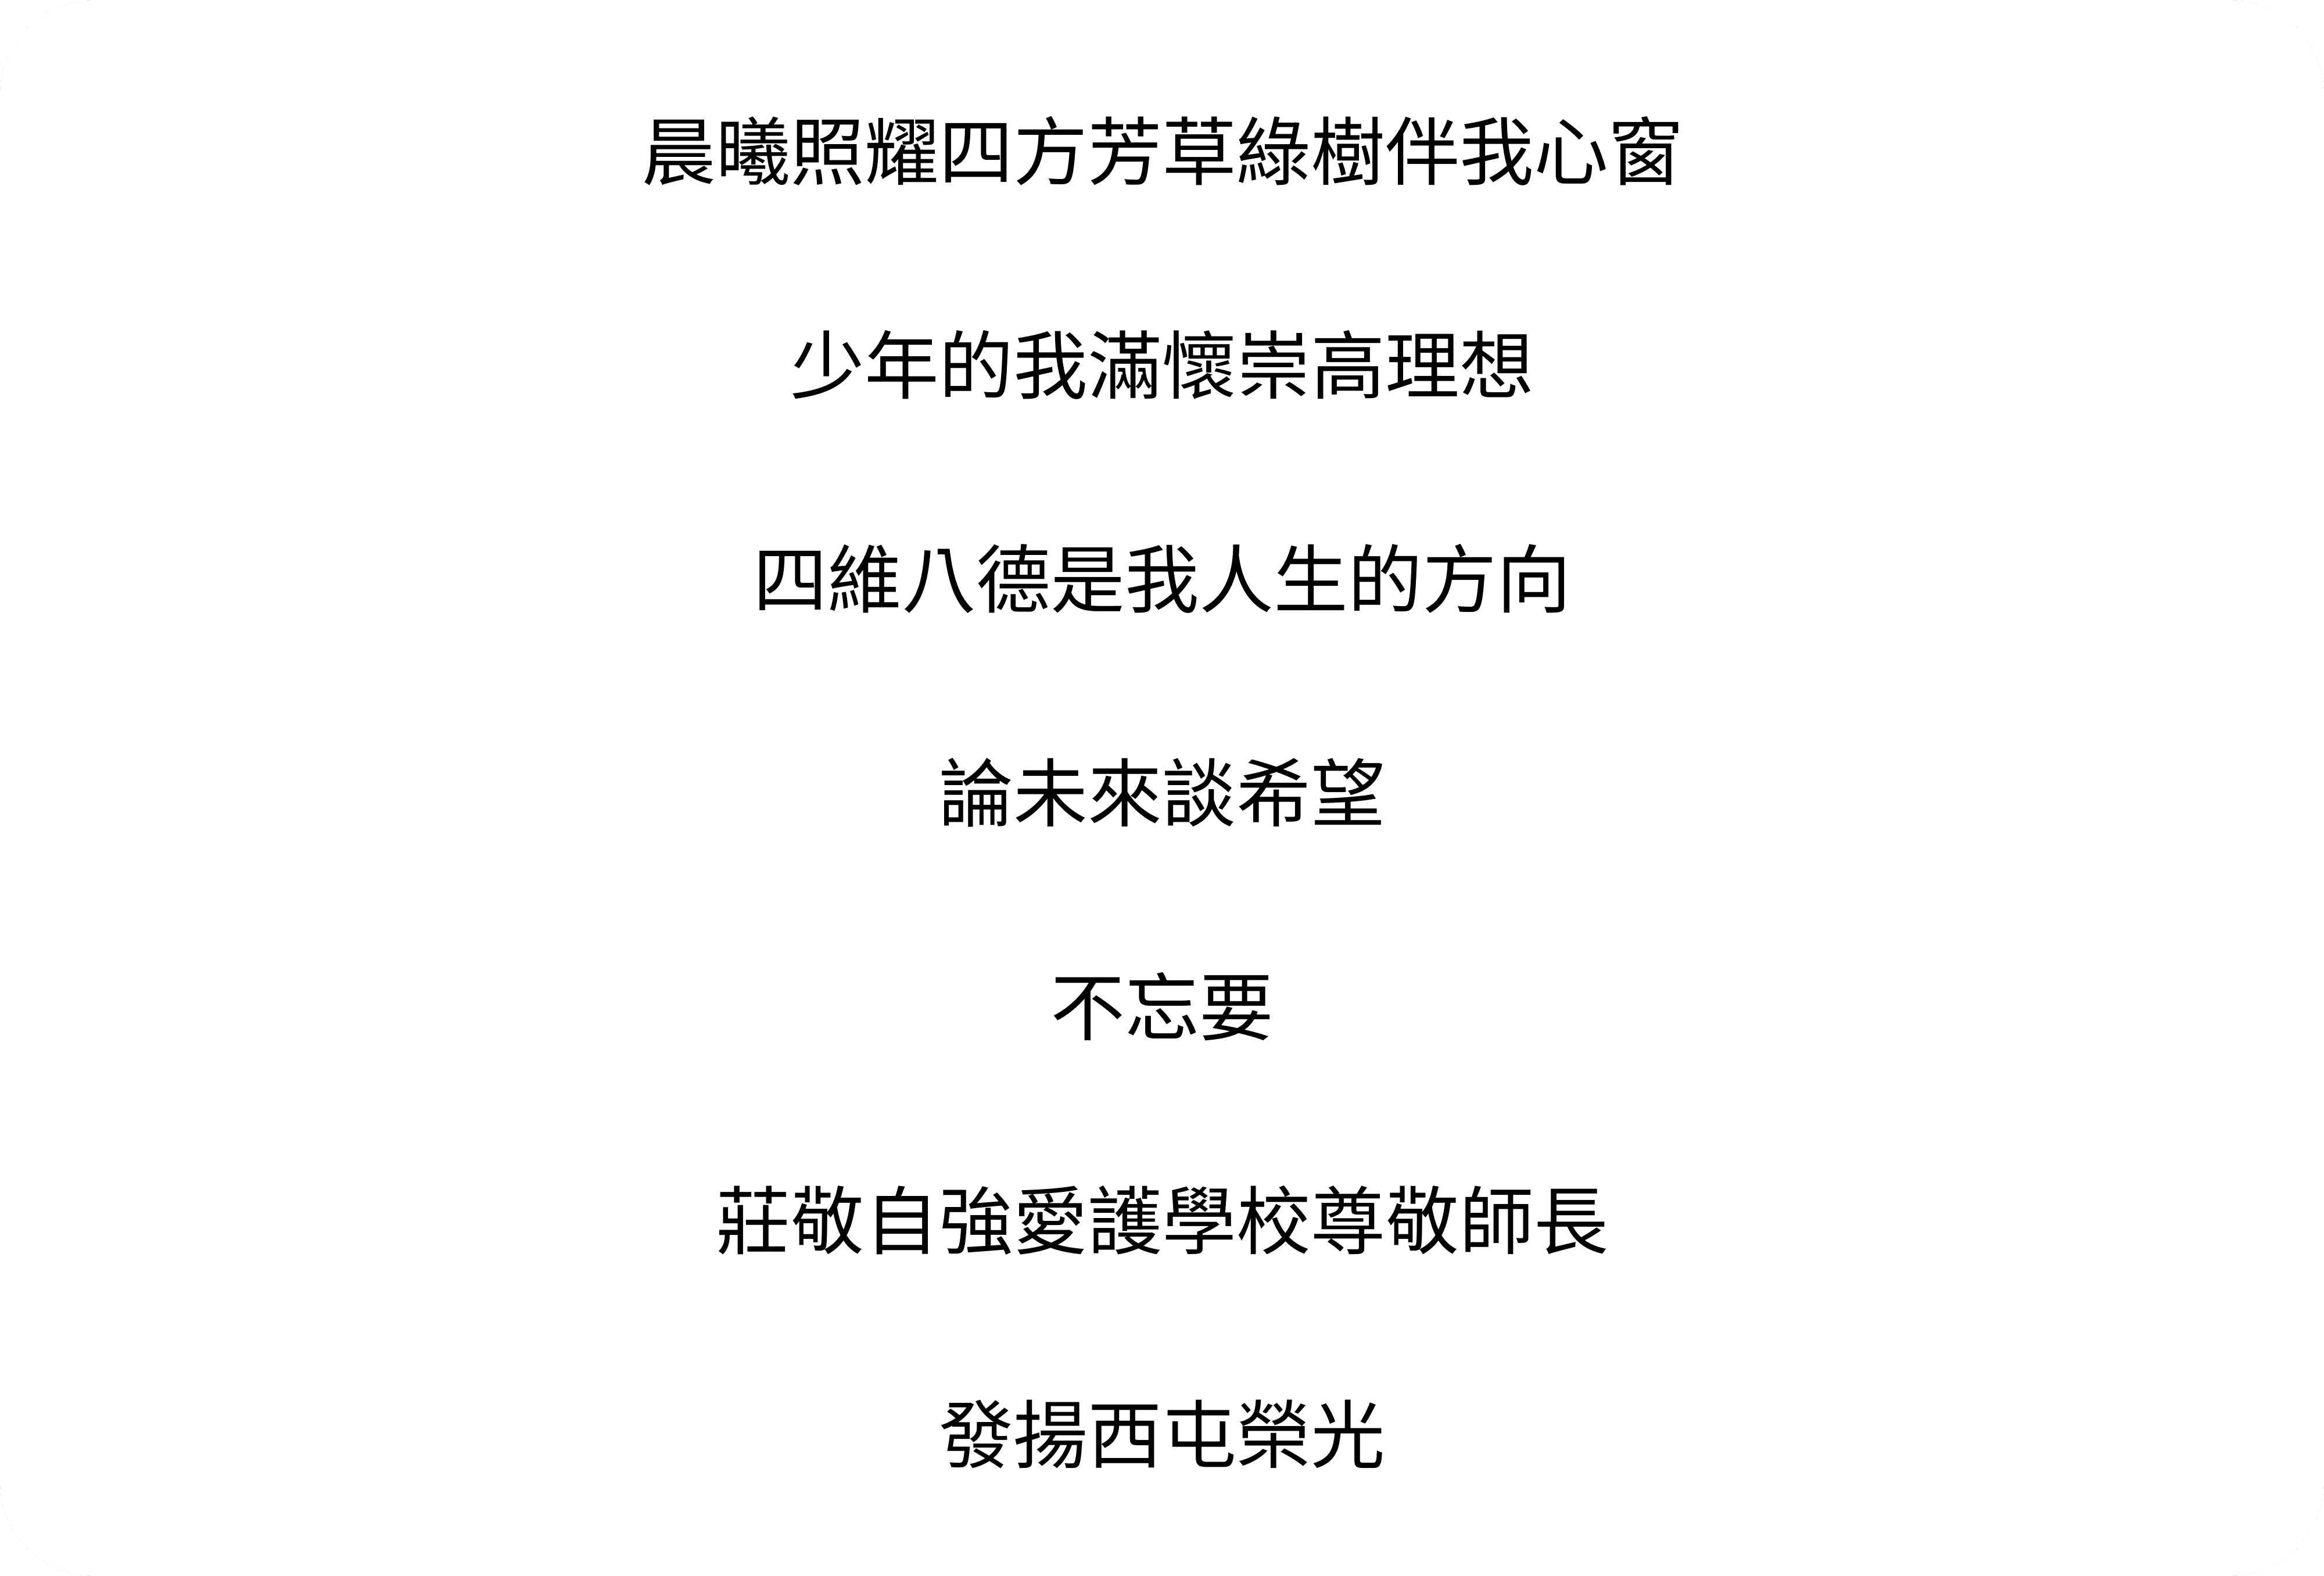 晨曦照耀四方芳草綠樹伴我心窗
少年的我滿懷崇高理想
四維八德是我人生的方向
論未來談希望
不忘要
莊敬自強愛護學校尊敬師長
發揚西屯榮光